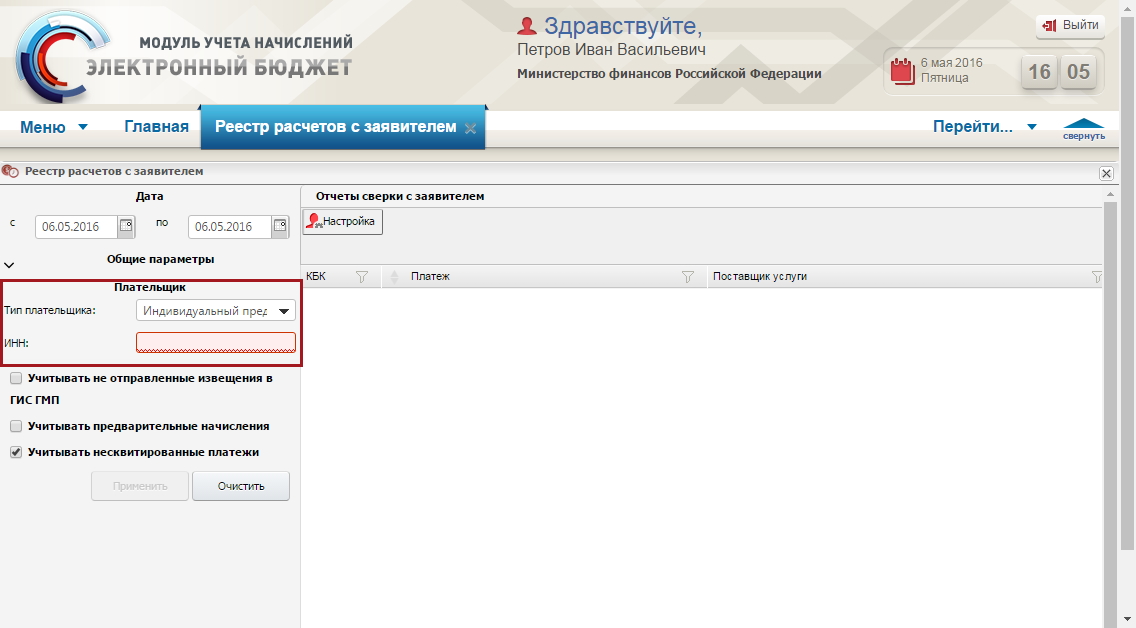 МОДУЛЬ УЧЕТА НАЧИСЛЕНИЙ
ЭЛЕКТРОННЫЙ БЮДЖЕТ
Здравствуйте,
Петров Иван Васильевич
Министерство финансов Российской Федерации
Выйти
6 мая 2016
Пятница
16 05
Меню
Главная
Реестр расчетов с заявителем
Перейти...
свернуть
Реестр расчетов с заявителем
Дата
с 06.05.2016 по 06.05.2016
Общие параметры
Плательщик
Тип плательщика: Индивидуальный пред
ИНН:
Учитывать не отправленные извещения в
ГИС ГМП
Учитывать предварительные начисления
Учитывать несквитированные платежи
Применить
Очистить
Отчеты сверки с заявителем
Настройка
КБК
Платеж
Поставщик услуги